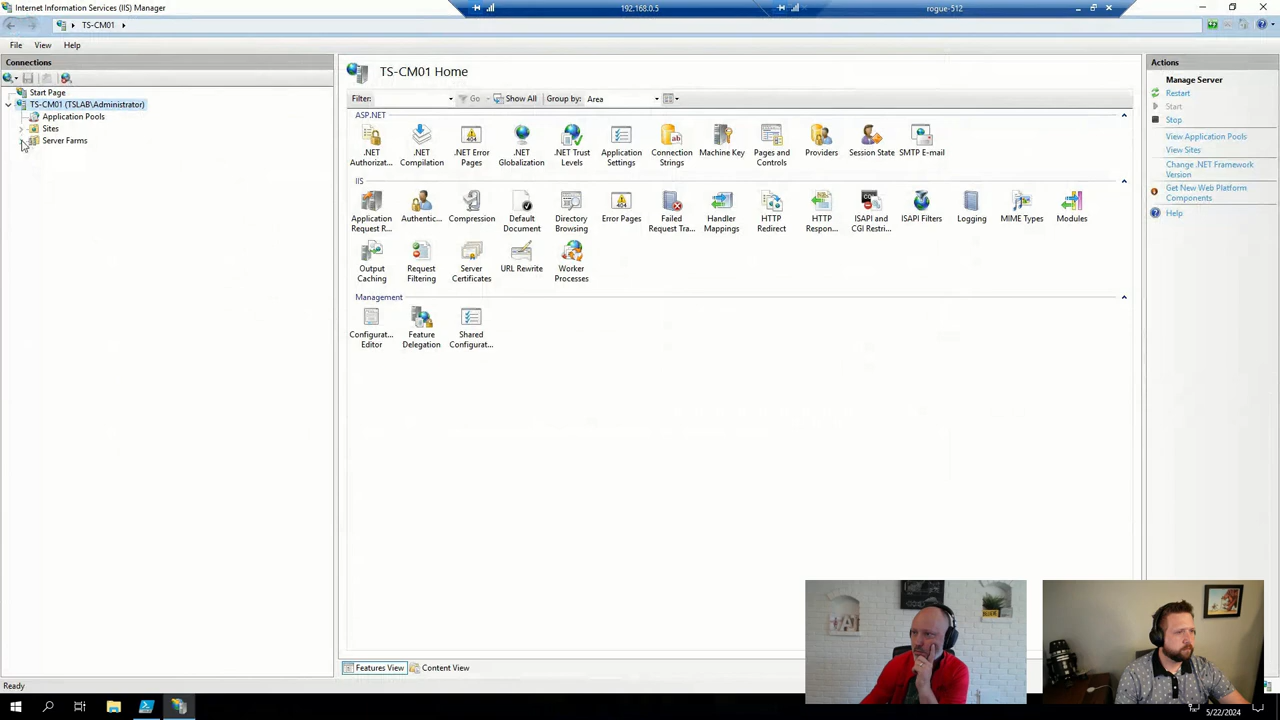 Internet Information Services (IIS) Manager
192.168.0.5
rogue-512
TS-CM01
File View Help
Connections
Start Page
TS-CM01 (TSLAB\Administrator)
Application Pools
Sites
Server Farms
TS-CM01 Home
Filter: Go Show All Group by: Area
ASP.NET
.NET Authorizat...
.NET Compilation
.NET Error Pages
.NET Globalization
.NET Trust Levels
Application Settings
Connection Strings
Machine Key
Pages and Controls
Providers
Session State
SMTP E-mail
IIS
Application Request R...
Authentic...
Compression
Default Document
Directory Browsing
Error Pages
Failed Request Tra...
Handler Mappings
HTTP Redirect
HTTP Respon...
ISAPI and CGI Restri...
ISAPI Filters
Logging
MIME Types
Modules
Output Caching
Request Filtering
Server Certificates
URL Rewrite
Worker Processes
Management
Configurat... Editor
Feature Delegation
Shared Configurat...
Features View Content View
Actions
Manage Server
Restart
Start
Stop
View Application Pools
View Sites
Change .NET Framework
Version
Get New Web Platform
Components
Help
Ready
5/22/2024